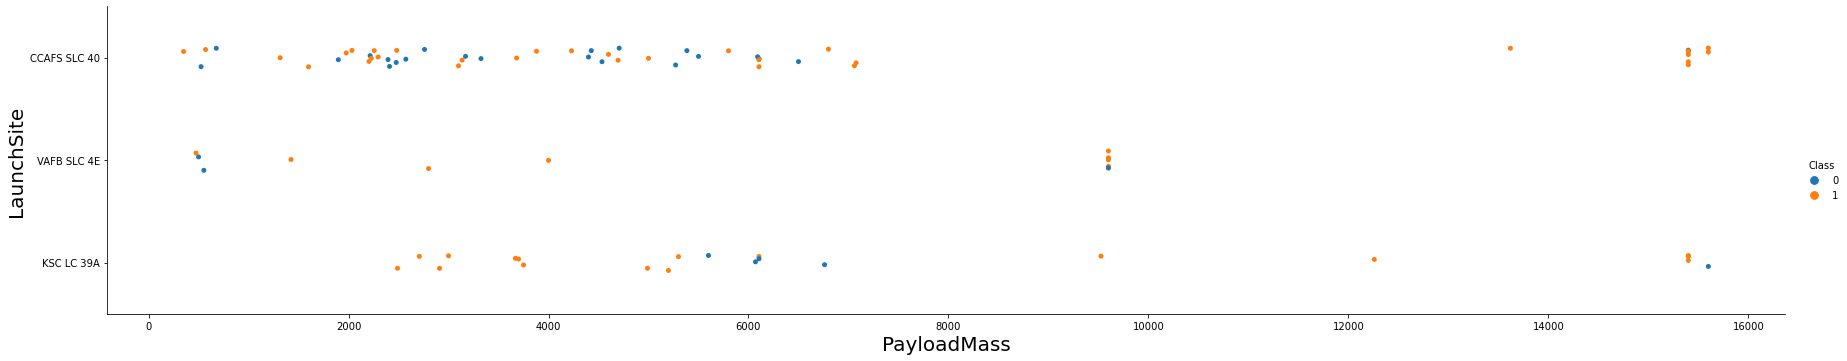 CCAFS SLC 40
VAFB SLC 4E
KSC LC 39A
LaunchSite
0
2000
4000
6000
8000
10000
12000
14000
16000
PayloadMass
Class
0
1